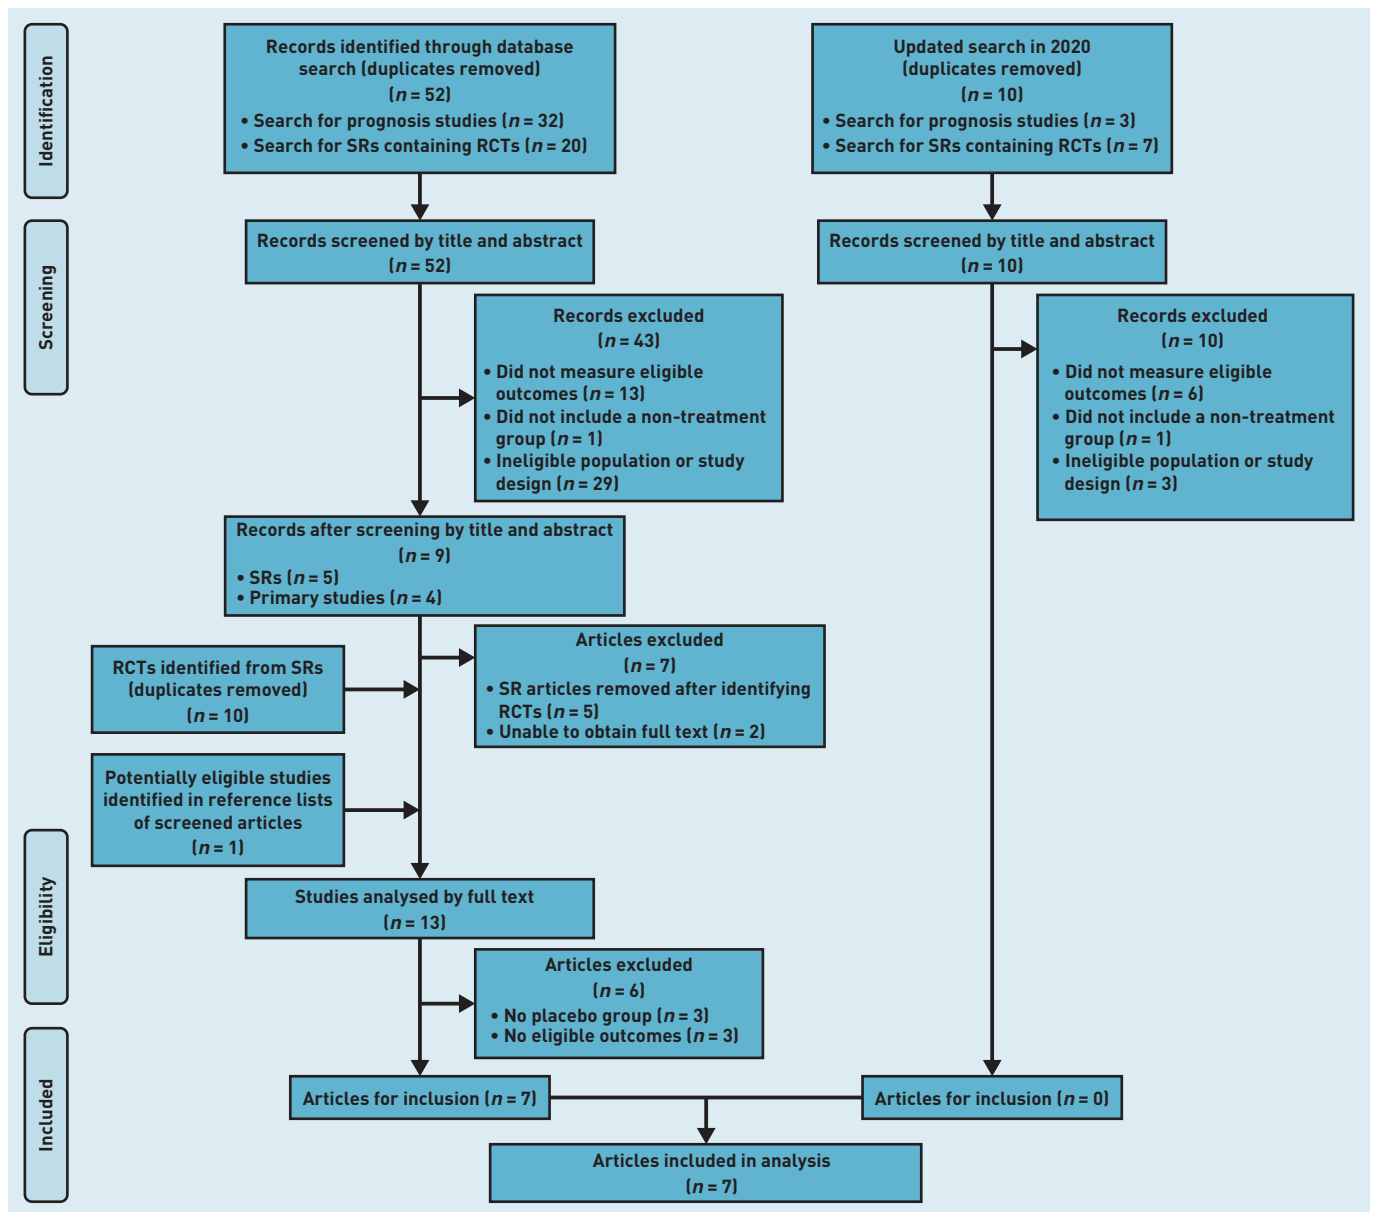 Identification
Records identified through database
search (duplicates removed)
(n = 52)
• Search for prognosis studies (n = 32)
• Search for SRs containing RCTs (n = 20)
Updated search in 2020
(duplicates removed)
(n = 10)
• Search for prognosis studies (n = 3)
• Search for SRs containing RCTs (n = 7)
Screening
Records screened by title and abstract
(n = 52)
Records screened by title and abstract
(n = 10)
Records excluded
(n = 43)
• Did not measure eligible
outcomes (n = 13)
• Did not include a non-treatment
group (n = 1)
• Ineligible population or study
design (n = 29)
Records excluded
(n = 10)
• Did not measure eligible
outcomes (n = 6)
• Did not include a non-treatment
group (n = 1)
• Ineligible population or study
design (n = 3)
Records after screening by title and abstract
(n = 9)
• SRs (n = 5)
• Primary studies (n = 4)
Articles excluded
(n = 7)
• SR articles removed after identifying
RCTs (n = 5)
• Unable to obtain full text (n = 2)
RCTs identified from SRs
(duplicates removed)
(n = 10)
Potentially eligible studies
identified in reference lists
of screened articles
(n = 1)
Eligibility
Studies analysed by full text
(n = 13)
Articles excluded
(n = 6)
• No placebo group (n = 3)
• No eligible outcomes (n = 3)
Included
Articles for inclusion (n = 7)
Articles for inclusion (n = 0)
Articles included in analysis
(n = 7)